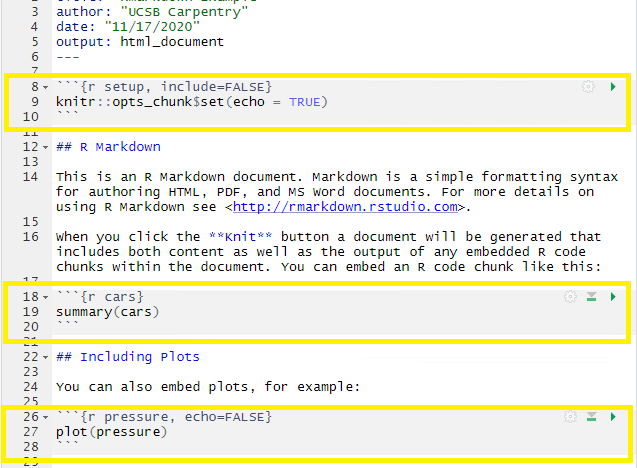 3 author: "UCSB Carpentry"
4 date: "11/17/2020"
5 output: html_document
6 ---
7
8 ```{r setup, include=FALSE}
9 knitr::opts_chunk$set(echo = TRUE)
10 ```
11
12 ## R Markdown
13
14 This is an R Markdown document. Markdown is a simple formatting syntax
for authoring HTML, PDF, and MS Word documents. For more details on
using R Markdown see <http://rmarkdown.rstudio.com>.
15
16 When you click the **Knit** button a document will be generated that
includes both content as well as the output of any embedded R code
chunks within the document. You can embed an R code chunk like this:
17
18 ```{r cars}
19 summary(cars)
20 ```
21
22 ## Including Plots
23
24 You can also embed plots, for example:
25
26 ```{r pressure, echo=FALSE}
27 plot(pressure)
28 ```
29